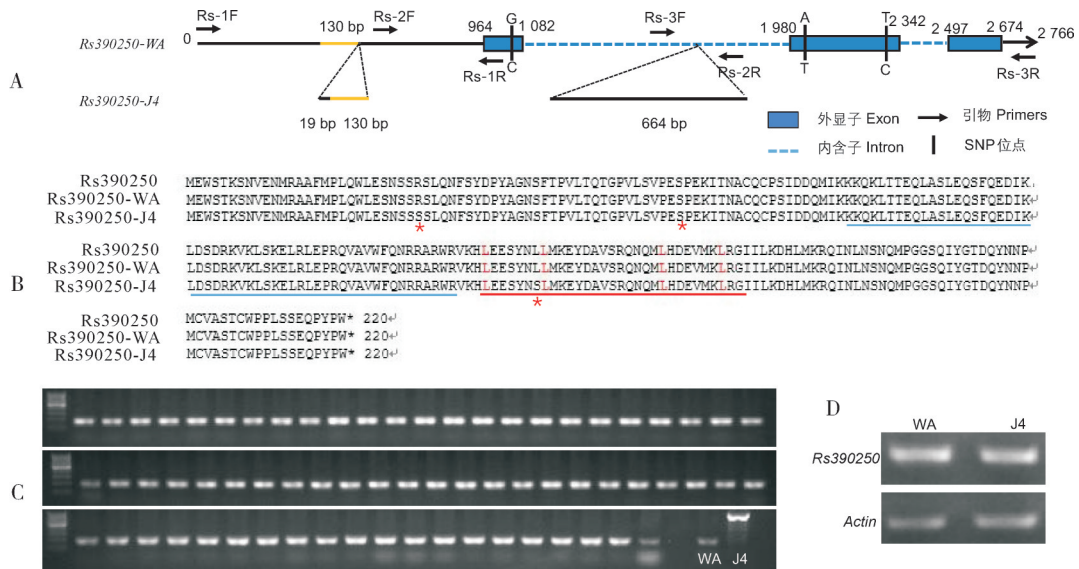 Rs-1F 130 bp Rs-2F 964 G 1 082 Rs-3F 1 980 A T 2 342 2 497 2 674
Rs390250-WA 0 2 766
Rs-1R C Rs-2R T C Rs-3R
A
Rs390250-J4
19 bp 130 bp 664 bp
外显子 Exon 引物 Primers
内含子 Intron SNP位点
Rs390250 MEWSTKSNVENMRAAFMPLQWLESNSSRSLQNFSYDPYAGNSFTPVLTQTGPVLSVPESPEKITNACQCPSIDDQMIKKKQKLTTEQLASLEQSFQEDIK
Rs390250-WA MEWSTKSNVENMRAAFMPLQWLESNSSRSLQNFSYDPYAGNSFTPVLTQTGPVLSVPESPEKITNACQCPSIDDQMIKKKQKLTTEQLASLEQSFQEDIK
Rs390250-J4 MEWSTKSNVENMRAAFMPLQWLESNSSSSLQNFSYDPYAGNSFTPVLTQTGPVLSVPESPEKITNACQCPSIDDQMIKKKQKLTTEQLASLEQSFQEDIK
* *
Rs390250 LDSDRKVKLSKELRLEPRQVAVWFQNRRARWRVKHLEESYNLLMKEYDAVSRQNQMLHDEVMKLRGIILKDHLMKRQINLNSNQMPGGSQIYGTDQYNNP
Rs390250-WA LDSDRKVKLSKELRLEPRQVAVWFQNRRARWRVKHLEESYNLLMKEYDAVSRQNQMLHDEVMKLRGIILKDHLMKRQINLNSNQMPGGSQIYGTDQYNNP
B
Rs390250-J4 LDSDRKVKLSKELRLEPRQVAVWFQNRRARWRVKHLEESYNSLMKEYDAVSRQNQMLHDEVMKLRGIILKDHLMKRQINLNSNQMPGGSQIYGTDQYNNP
*
Rs390250 MCVASTCWPPLSSEQPYPW* 220
Rs390250-WA MCVASTCWPPLSSEQPYPW* 220
Rs390250-J4 MCVASTCWPPLSSEQPYPW* 220
C
WA J4
D
WA J4
Rs390250
Actin